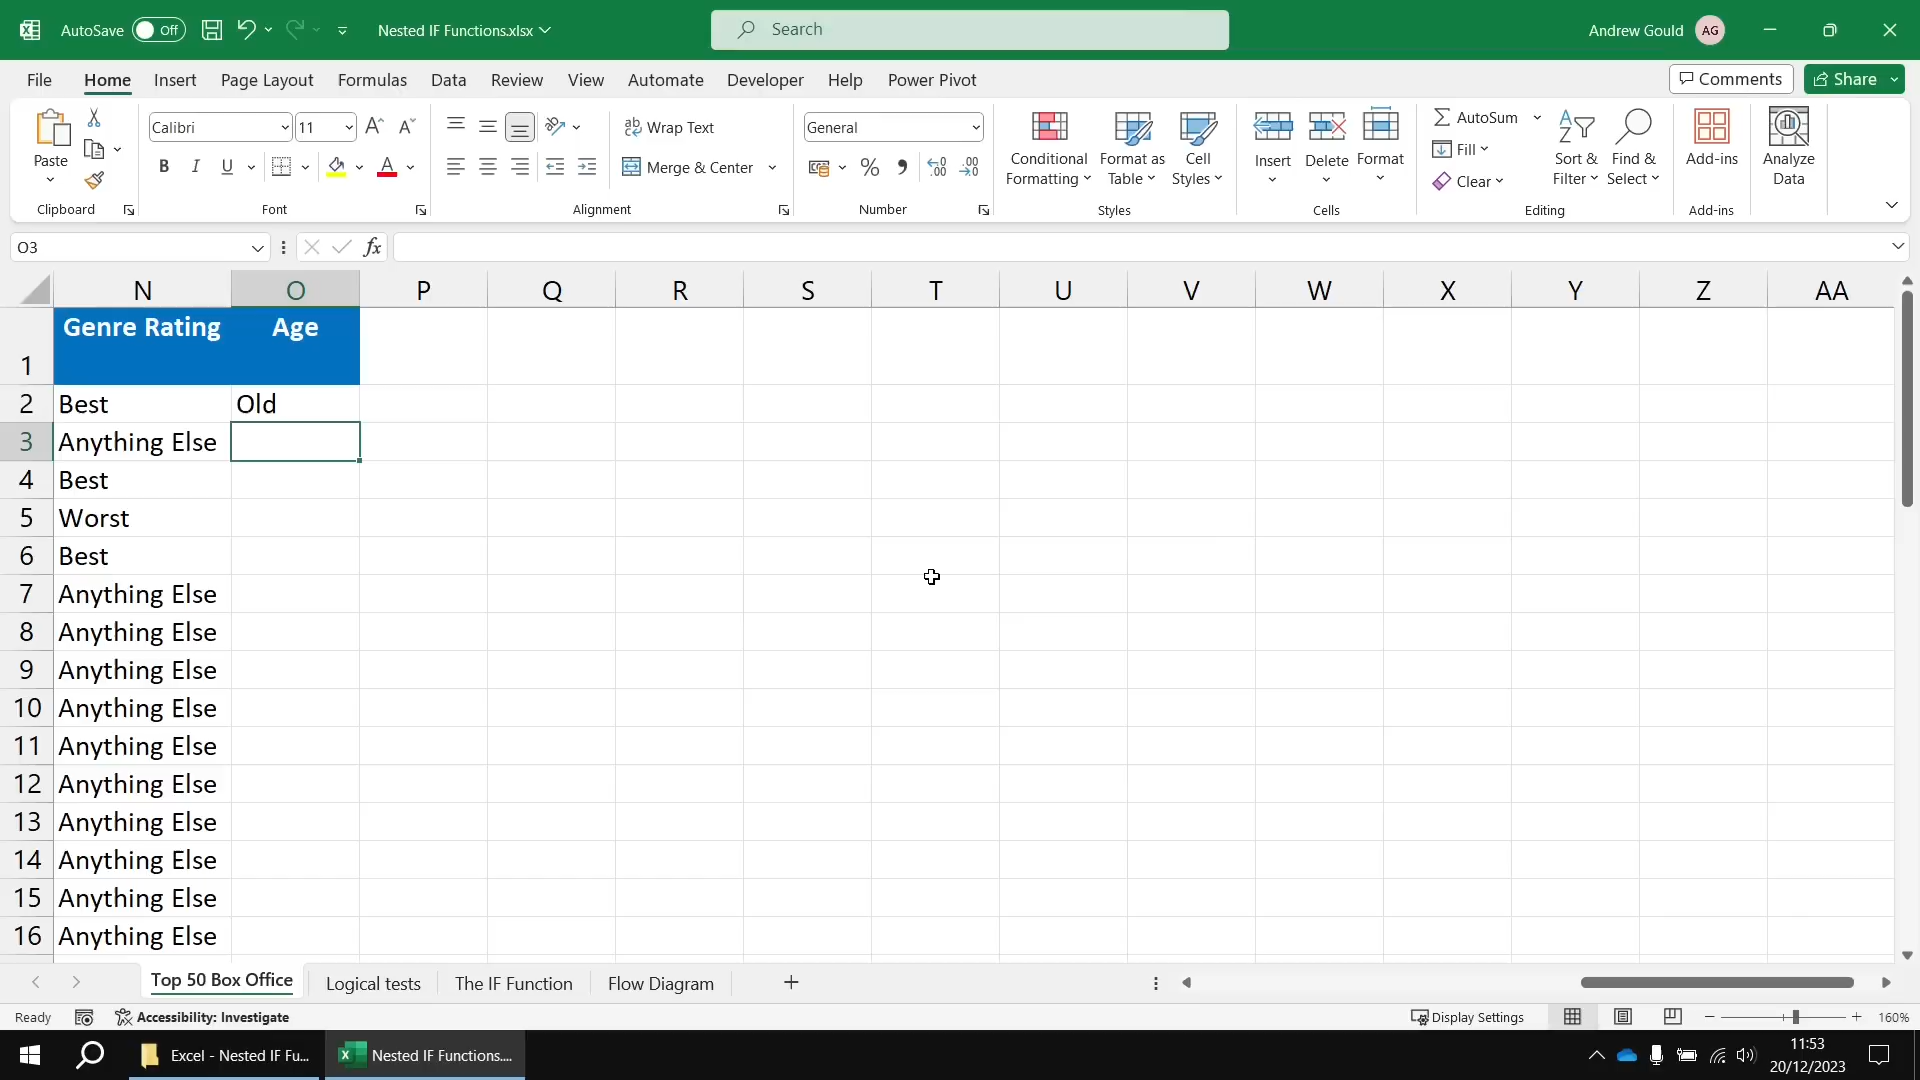 AutoSave Off Nested IF Functions.xlsx Search Andrew Gould AG
File Home Insert Page Layout Formulas Data Review View Automate Developer Help Power Pivot Comments Share
Paste
Clipboard
Calibri 11
B I U A
Font
Wrap Text
Merge & Center
Alignment
General
%
Number
Conditional Formatting
Format as Table
Cell Styles
Styles
Insert Delete Format
Cells
AutoSum
Fill
Clear
Sort & Filter
Find & Select
Editing
Add-ins
Add-ins
Analyze Data
O3 fx
N O P Q R S T U V W X Y Z AA
1 Genre Rating Age
2 Best Old
3 Anything Else
4 Best
5 Worst
6 Best
7 Anything Else
8 Anything Else
9 Anything Else
10 Anything Else
11 Anything Else
12 Anything Else
13 Anything Else
14 Anything Else
15 Anything Else
16 Anything Else
Top 50 Box Office Logical tests The IF Function Flow Diagram
Ready Accessibility: Investigate Display Settings 160%
Excel - Nested IF Fu... Nested IF Functions.... 11:53
20/12/2023